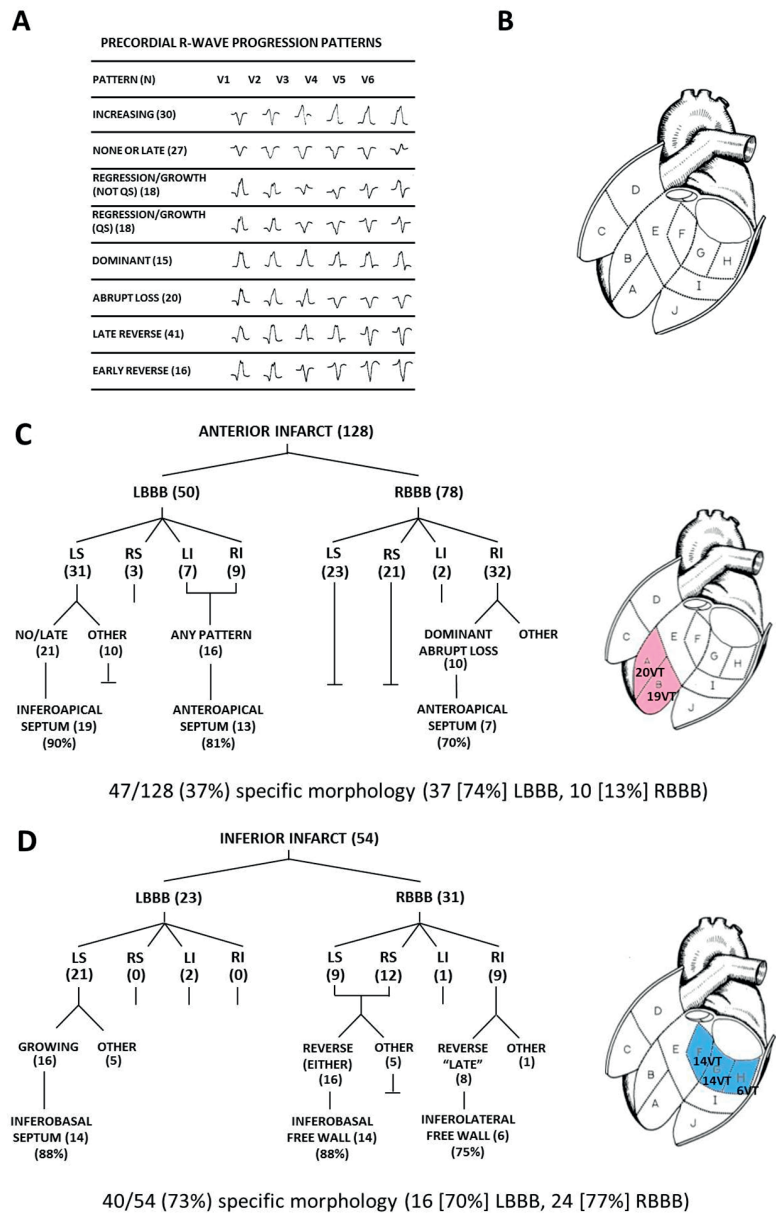 A
B
PRECORDIAL R-WAVE PROGRESSION PATTERNS
PATTERN (N) V1 V2 V3 V4 V5 V6
INCREASING (30)
NONE OR LATE (27)
REGRESSION/GROWTH
(NOT QS) (18)
REGRESSION/GROWTH
(QS) (18)
DOMINANT (15)
ABRUPT LOSS (20)
LATE REVERSE (41)
EARLY REVERSE (16)
D
C
E
F
B
G
H
A
I
J
C
ANTERIOR INFARCT (128)
LBBB (50) RBBB (78)
LS RS LI RI LS RS LI RI
(31) (3) (7) (9) (23) (21) (2) (32)
NO/LATE OTHER ANY PATTERN DOMINANT OTHER
(21) (10) (16) ABRUPT LOSS
(10)
INFEROAPICAL ANTEROAPICAL ANTEROAPICAL
SEPTUM (19) SEPTUM (13) SEPTUM (7)
(90%) (81%) (70%)
D
C
E
F
A
20VT
G
H
B
19VT
I
J
47/128 (37%) specific morphology (37 [74%] LBBB, 10 [13%] RBBB)
D
INFERIOR INFARCT (54)
LBBB (23) RBBB (31)
LS RS LI RI LS RS LI RI
(21) (0) (2) (0) (9) (12) (1) (9)
GROWING OTHER REVERSE OTHER REVERSE OTHER
(16) (5) (EITHER) (5) “LATE” (1)
(16) (8)
INFEROBASAL INFEROBASAL INFEROLATERAL
SEPTUM (14) FREE WALL (14) FREE WALL (6)
(88%) (88%) 75%)
D
C
E
F
14VT
B
G
H
14VT
6VT
A
I
J
40/54 (73%) specific morphology (16 [70%] LBBB, 24 [77%] RBBB)